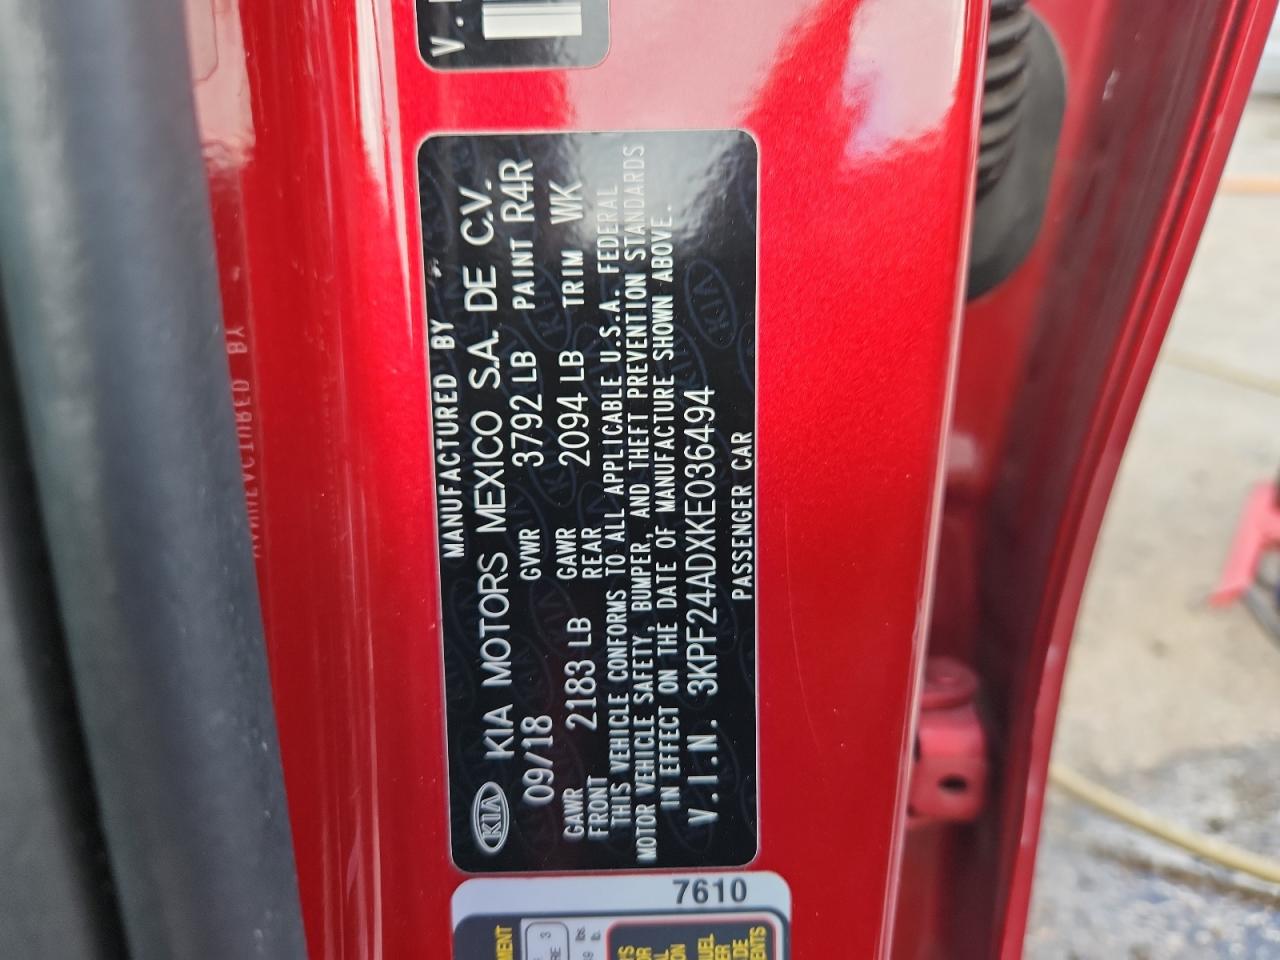 V.I
MANUFACTURED BY
KIA KIA MOTORS MEXICO S.A. DE C.V.
09/18 GVWR 3792 LB PAINT R4R
GAWR FRONT 2183 LB GAWR REAR 2094 LB TRIM WK
THIS VEHICLE CONFORMS TO ALL APPLICABLE U.S.A. FEDERAL
MOTOR VEHICLE SAFETY, BUMPER, AND THEFT PREVENTION STANDARDS
IN EFFECT ON THE DATE OF MANUFACTURE SHOWN ABOVE.
V.I.N. 3KPF24ADXKE036494
PASSENGER CAR
7610